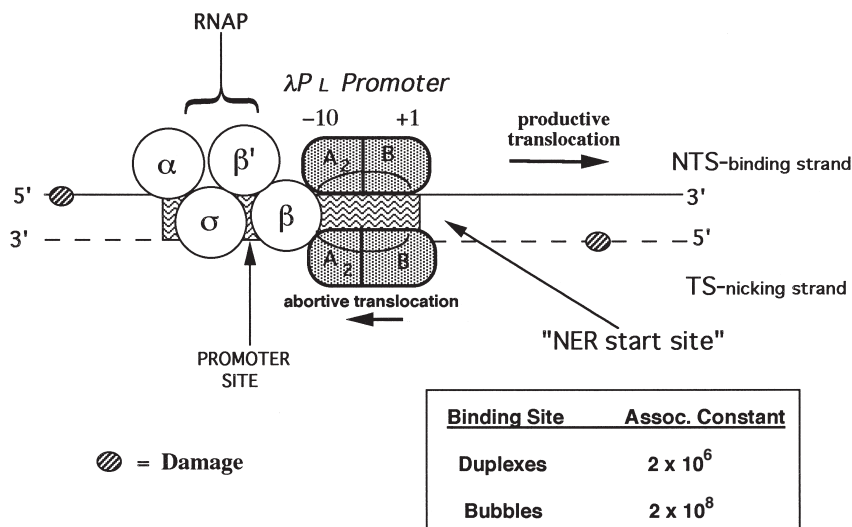 RNAP
λP L Promoter
−10 +1
productive
translocation
A2 B
α β'
NTS-binding strand
5' 3'
σ β
3' 5'
A2 B
TS-nicking strand
abortive translocation
"NER start site"
PROMOTER
SITE
Binding Site Assoc. Constant
= Damage
Duplexes 2 x 10^6
Bubbles 2 x 10^8